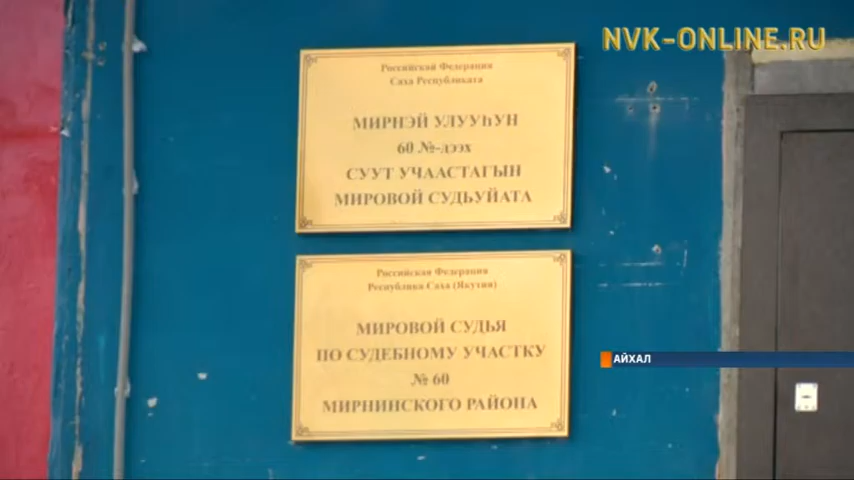 NVK-ONLINE.RU
Российской Федерация
Саха Республиката
МИРНЭЙ УЛУУҺУН
60 №-дээх
СУУТ УЧААСТАГЫН
МИРОВОЙ СУДЬУЙАТА
Российская Федерация
Республика Саха (Якутия)
МИРОВОЙ СУДЬЯ
ПО СУДЕБНОМУ УЧАСТКУ
№ 60
МИРНИНСКОГО РАЙОНА
АЙХАЛ